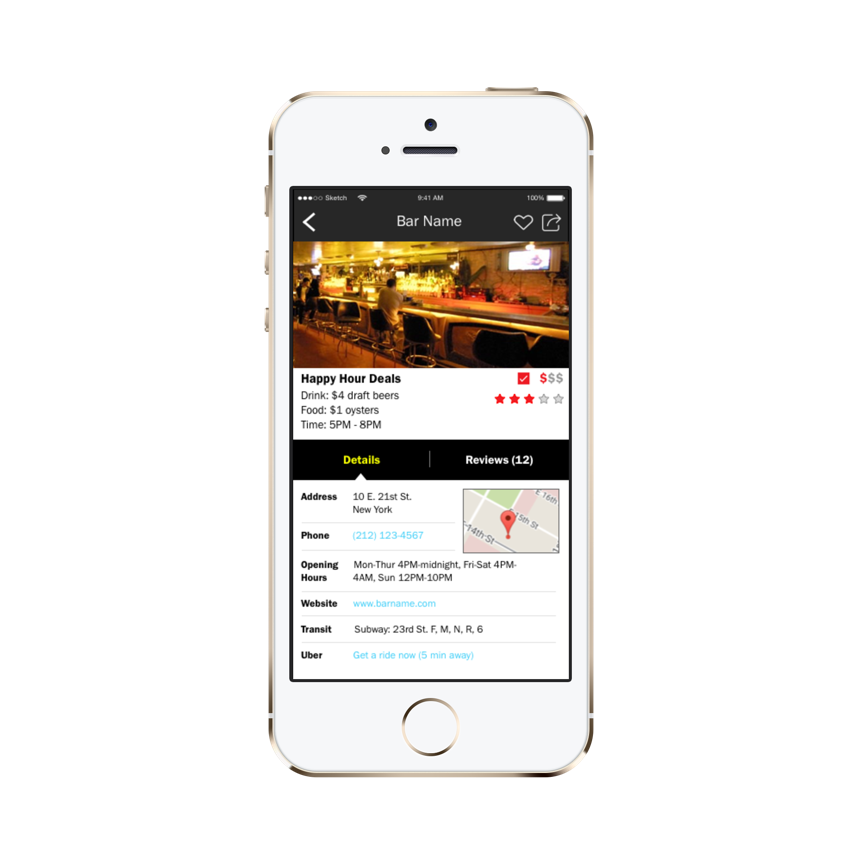 Sketch 9:41 AM 100%
Bar Name
Happy Hour Deals $$$
Drink: $4 draft beers
Food: $1 oysters
Time: 5PM - 8PM
Details Reviews (12)
Address 10 E. 21st St.
New York
E 16th
15th St
14th St
Phone (212) 123-4567
Opening Hours Mon-Thur 4PM-midnight, Fri-Sat 4PM-
4AM, Sun 12PM-10PM
Website www.barname.com
Transit Subway: 23rd St. F, M, N, R, 6
Uber Get a ride now (5 min away)